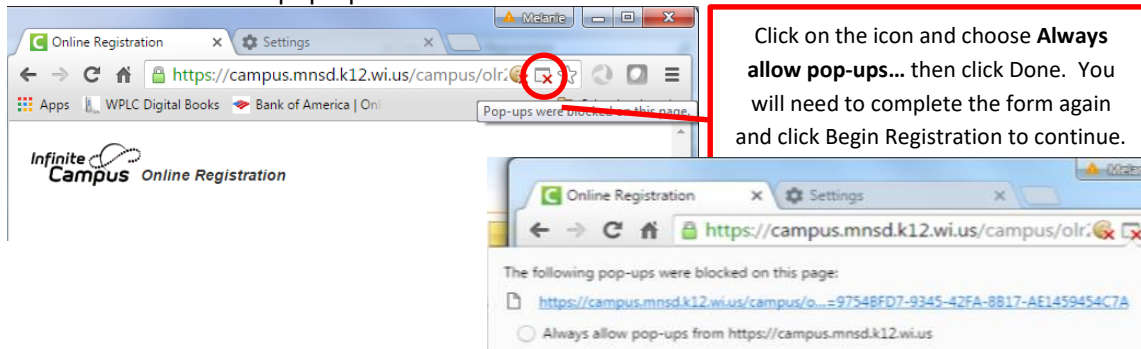 Melanie
Online Registration
Settings
https://campus.mnsd.k12.wi.us/campus/olr
Apps WPLC Digital Books Bank of America | Onl
Pop-ups were blocked on this page.
Infinite
Campus Online Registration
Click on the icon and choose Always
allow pop-ups… then click Done. You
will need to complete the form again
and click Begin Registration to continue.
Online Registration
Settings
https://campus.mnsd.k12.wi.us/campus/olr
The following pop-ups were blocked on this page:
https://campus.mnsd.k12.wi.us/campus/o...=9754BFD7-9345-42FA-8B17-AE1459454C7A
Always allow pop-ups from https://campus.mnsd.k12.wi.us